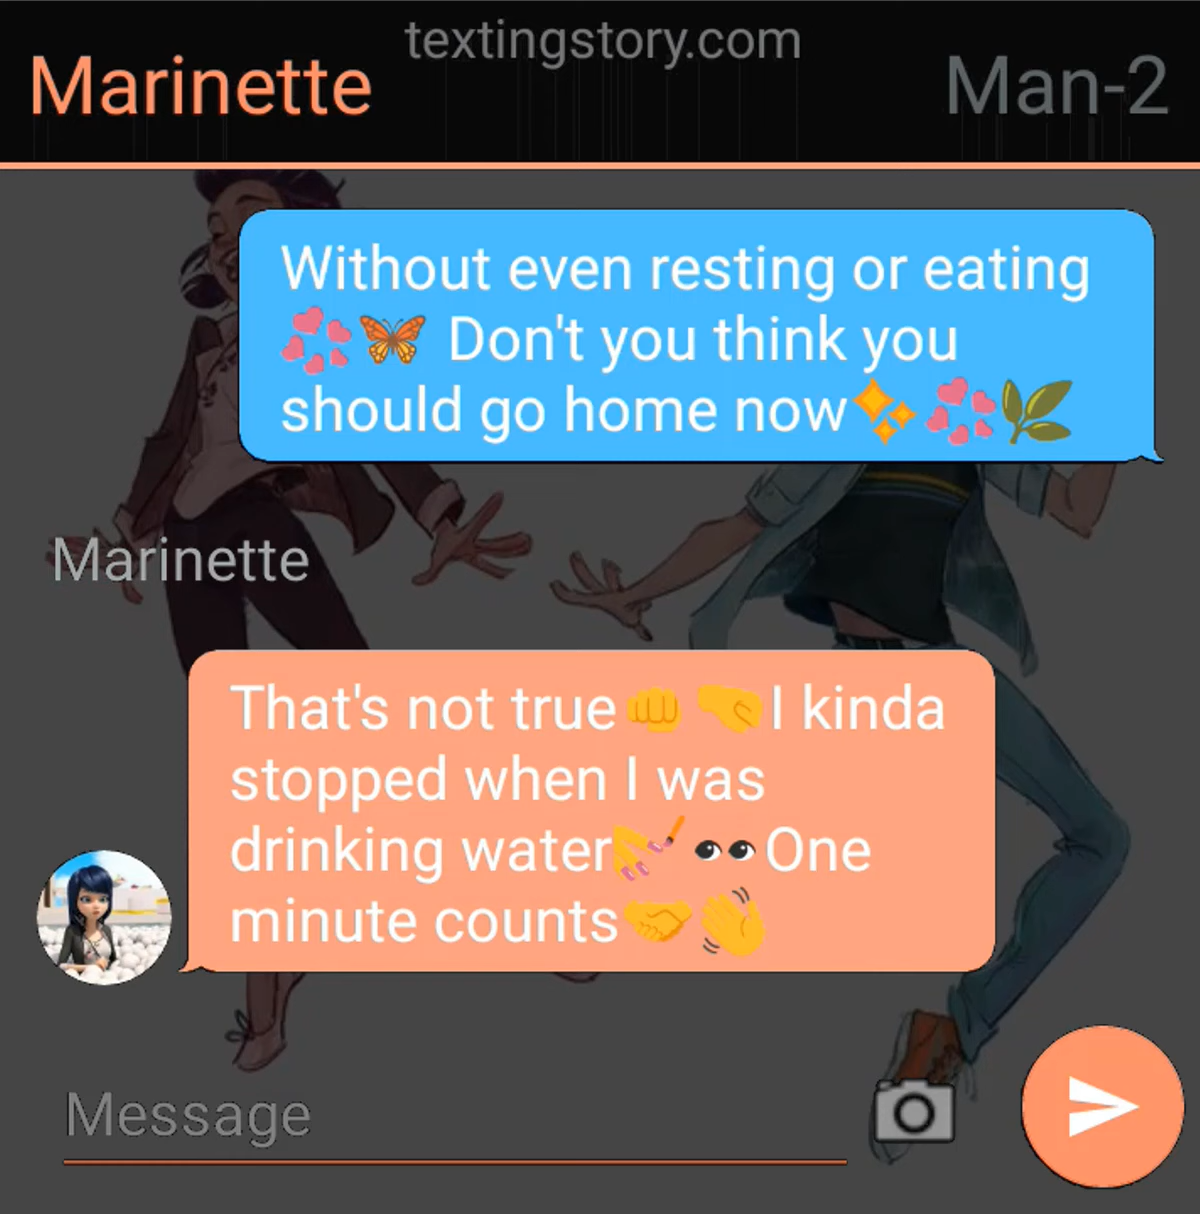 textingstory.com
Marinette
Man-2
Without even resting or eating
💞🦋 Don't you think you
should go home now✨💞🌿
Marinette
That's not true👊🤜I kinda
stopped when I was
drinking water💅👀One
minute counts🤝👋
Message